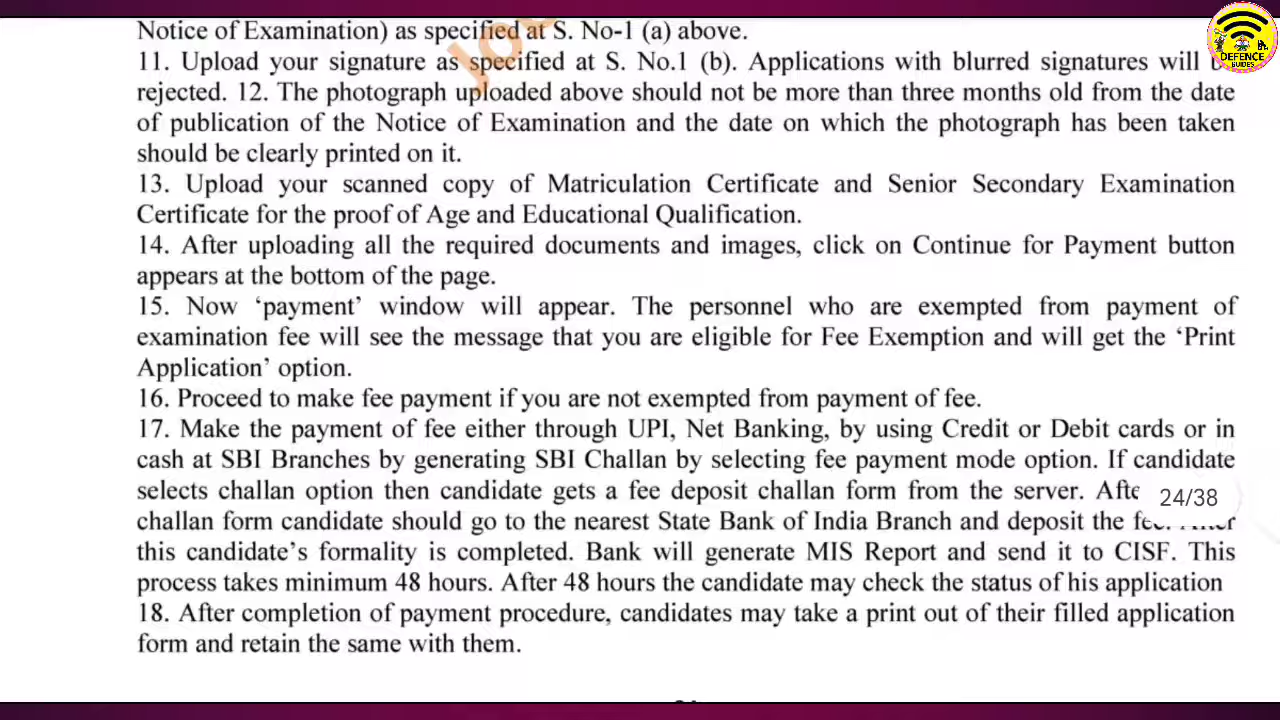 Notice of Examination) as specified at S. No-1 (a) above.
11. Upload your signature as specified at S. No.1 (b). Applications with blurred signatures will
rejected. 12. The photograph uploaded above should not be more than three months old from the date
of publication of the Notice of Examination and the date on which the photograph has been taken
should be clearly printed on it.
13. Upload your scanned copy of Matriculation Certificate and Senior Secondary Examination
Certificate for the proof of Age and Educational Qualification.
14. After uploading all the required documents and images, click on Continue for Payment button
appears at the bottom of the page.
15. Now ‘payment’ window will appear. The personnel who are exempted from payment of
examination fee will see the message that you are eligible for Fee Exemption and will get the ‘Print
Application’ option.
16. Proceed to make fee payment if you are not exempted from payment of fee.
17. Make the payment of fee either through UPI, Net Banking, by using Credit or Debit cards or in
cash at SBI Branches by generating SBI Challan by selecting fee payment mode option. If candidate
selects challan option then candidate gets a fee deposit challan form from the server.
challan form candidate should go to the nearest State Bank of India Branch and deposit the
this candidate’s formality is completed. Bank will generate MIS Report and send it to CISF. This
process takes minimum 48 hours. After 48 hours the candidate may check the status of his application
18. After completion of payment procedure, candidates may take a print out of their filled application
form and retain the same with them.
24/38
DEFENCE
GUIDES